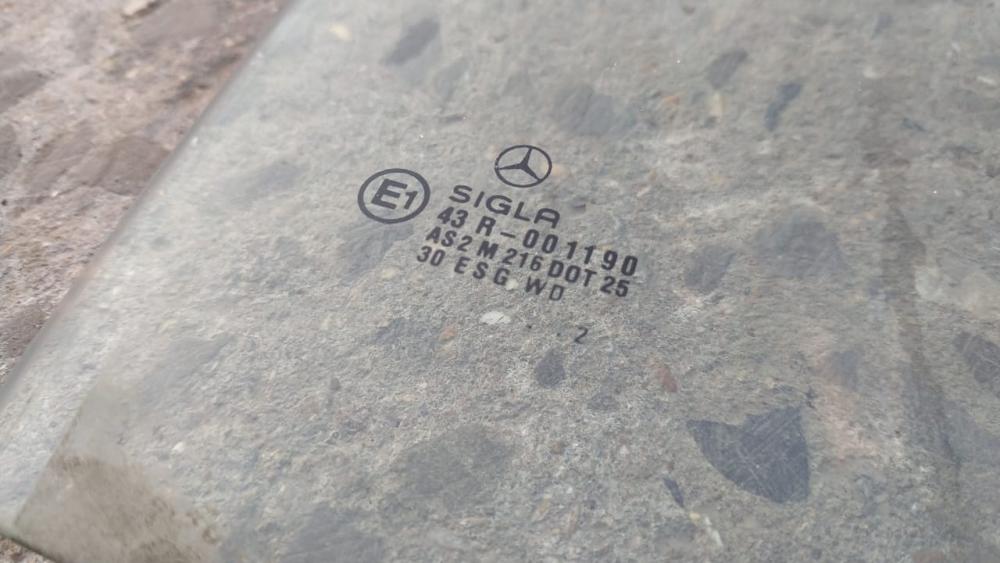 E1
SIGLA
43 R-001190
AS2 M 216 DOT 25
30 ESG WD
2